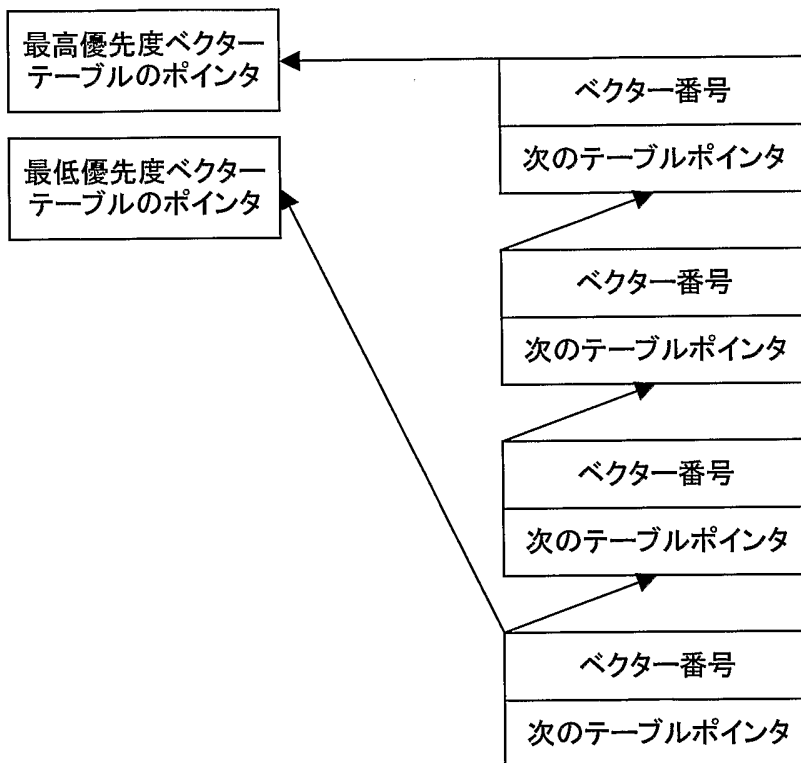 最高優先度ベクター
テーブルのポインタ
最低優先度ベクター
テーブルのポインタ
ベクター番号
次のテーブルポインタ
ベクター番号
次のテーブルポインタ
ベクター番号
次のテーブルポインタ
ベクター番号
次のテーブルポインタ